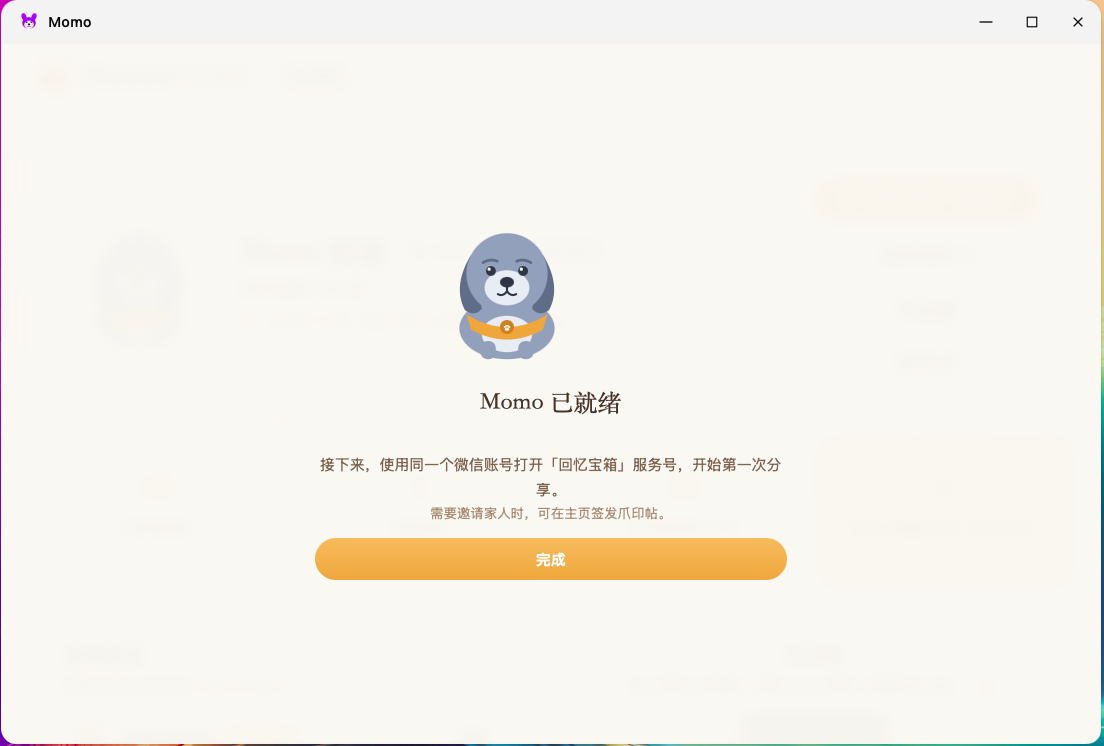 Momo
Momo 已就绪
接下来，使用同一个微信账号打开「回忆宝箱」服务号，开始第一次分
享。
需要邀请家人时，可在主页签发爪印帖。
完成